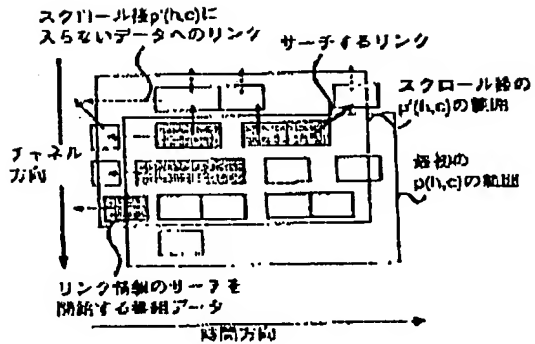 スクロール後p'(h,c)に
入らないデータへのリンク
サーチするリンク
スクロール後の
p'(h,c)の範囲
チャネル
方向
最初の
p(h,c)の範囲
リンク情報のサーチを
開始する番組データ
時間方向